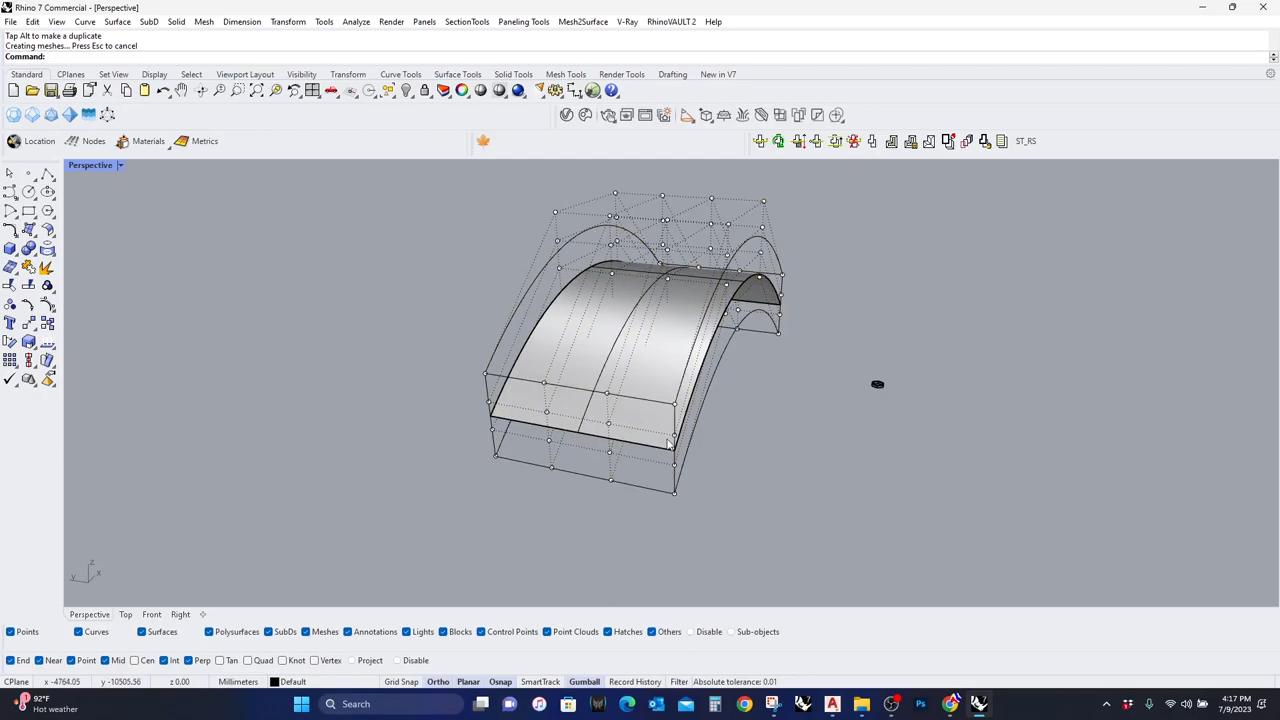 Rhino 7 Commercial - [Perspective]
File Edit View Curve Surface SubD Solid Mesh Dimension Transform Tools Analyze Render Panels SectionTools Paneling Tools Mesh2Surface V-Ray RhinoVAULT 2 Help
Tap Alt to make a duplicate
Creating meshes... Press Esc to cancel
Command:
Standard CPlanes Set View Display Select Viewport Layout Visibility Transform Curve Tools Surface Tools Solid Tools Mesh Tools Render Tools Drafting New in V7
Location Nodes Materials Metrics ST_RS
Perspective
z
y x
Perspective Top Front Right
Points Curves Surfaces Polysurfaces SubDs Meshes Annotations Lights Blocks Control Points Point Clouds Hatches Others Disable Sub-objects
End Near Point Mid Cen Int Perp Tan Quad Knot Vertex Project Disable
CPlane x -4764.05 y -10505.56 z 0.00 Millimeters Default Grid Snap Ortho Planar Osnap SmartTrack Gumball Record History Filter Absolute tolerance: 0.01
92°F
Hot weather
Search
4:17 PM
7/9/2023